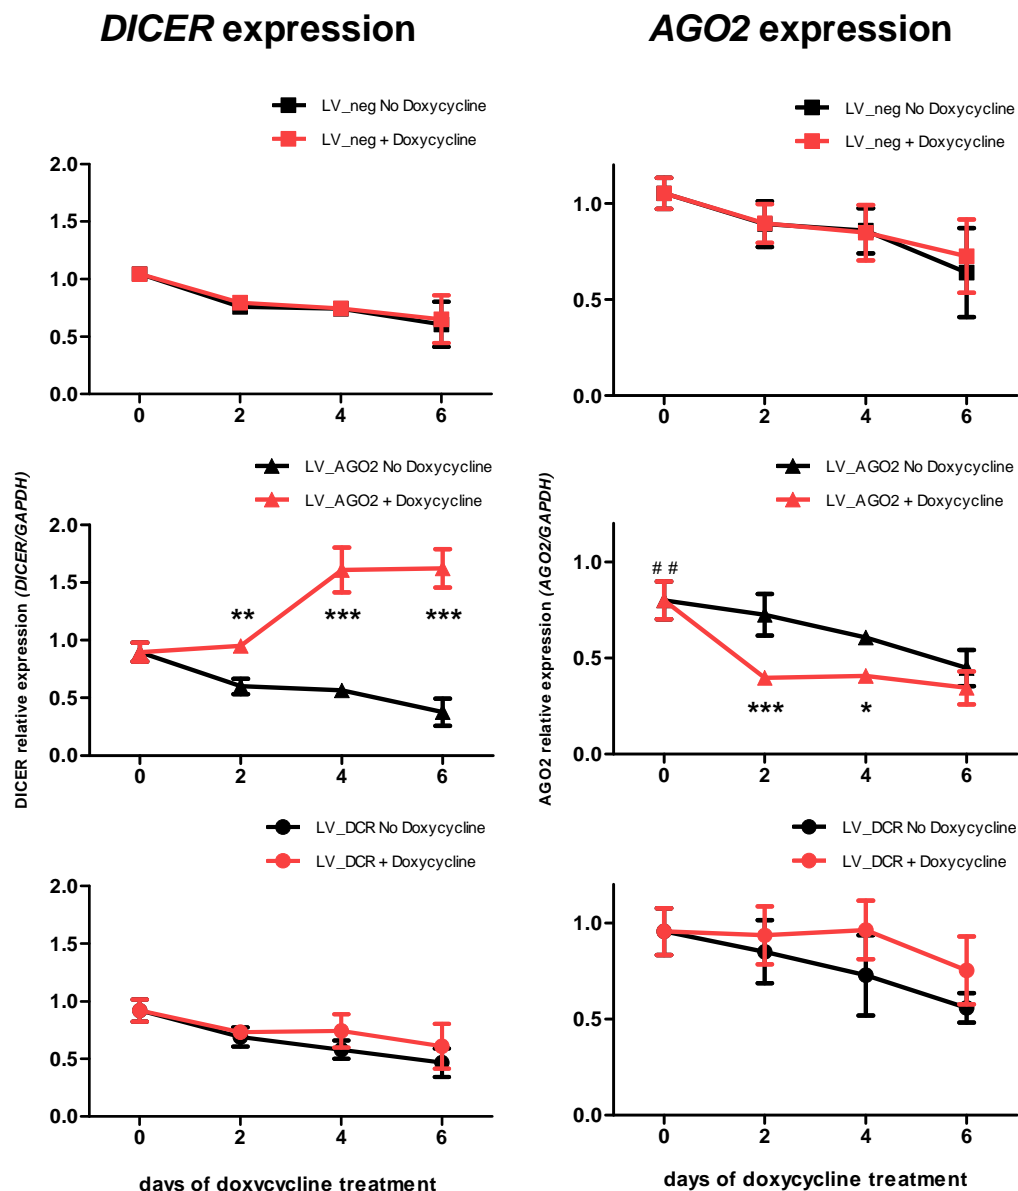 DICER expression
AGO2 expression
LV_neg No Doxycycline
LV_neg + Doxycycline
2.0
1.5
1.0
0.5
0.0
0 2 4 6
LV_neg No Doxycycline
LV_neg + Doxycycline
1.0
0.5
0.0
0 2 4 6
DICER relative expression (DICER/GAPDH)
LV_AGO2 No Doxycycline
LV_AGO2 + Doxycycline
2.0
1.5
1.0
0.5
0.0
** *** ***
0 2 4 6
AGO2 relative expression (AGO2/GAPDH)
LV_AGO2 No Doxycycline
LV_AGO2 + Doxycycline
1.0
0.5
0.0
# #
*** *
0 2 4 6
LV_DCR No Doxycycline
LV_DCR + Doxycycline
2.0
1.5
1.0
0.5
0.0
0 2 4 6
days of doxycycline treatment
LV_DCR No Doxycycline
LV_DCR + Doxycycline
1.0
0.5
0.0
0 2 4 6
days of doxycycline treatment